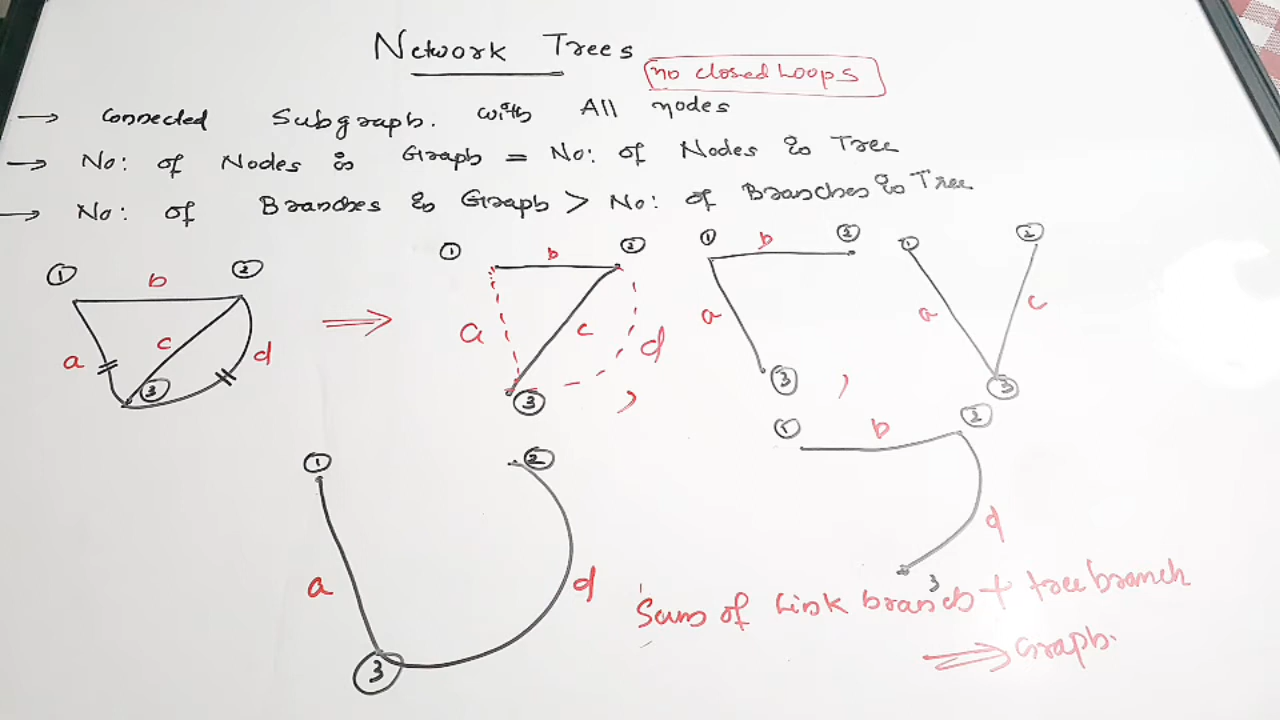 Network Trees
no closed Loops
→ Connected Subgraph. with All nodes
→ No: of Nodes in Graph = No: of Nodes in Tree
→ No: of Branches in Graph > No: of Branches in Tree
1 b 2
a c d
3
⇒
1 b 2
a c d
3 ,
1 b 2
a
3 ,
1 2
a c
3
1 b 2
d
3
1 2
a d
3
Sum of Link branch + tree branch
⇒ Graph.